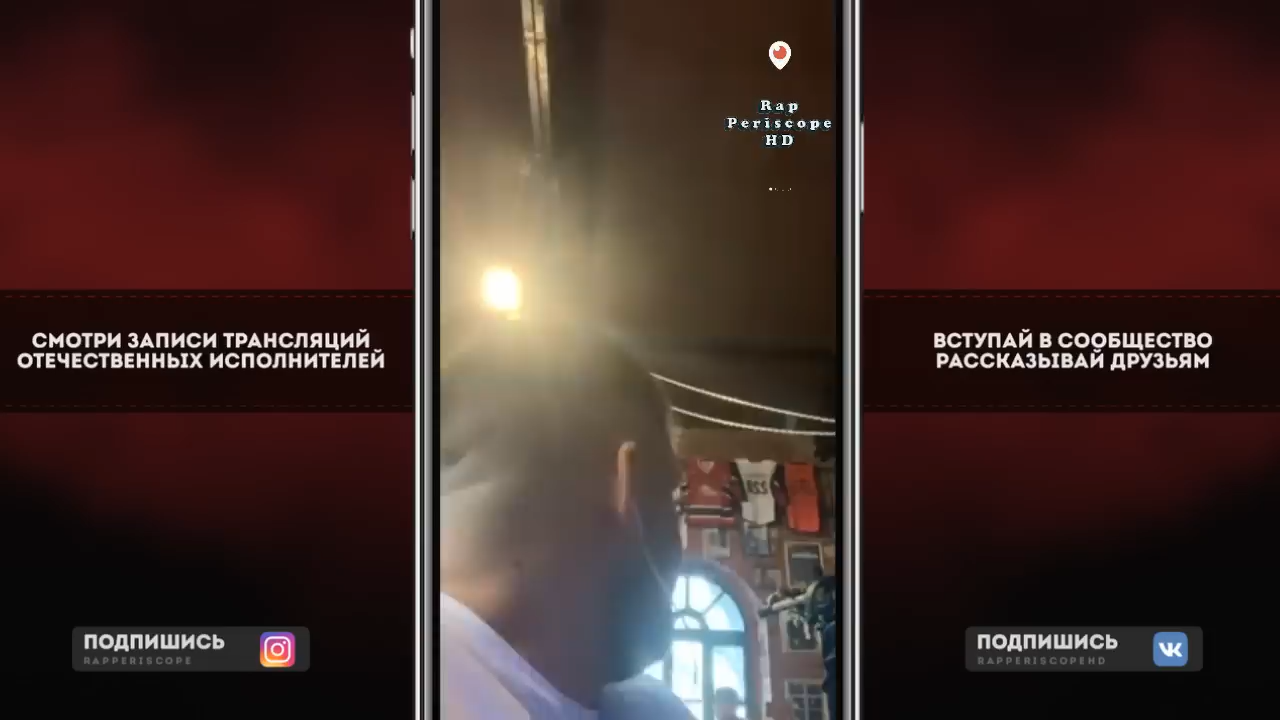 Rap
Periscope
HD
СМОТРИ ЗАПИСИ ТРАНСЛЯЦИЙ
ОТЕЧЕСТВЕННЫХ ИСПОЛНИТЕЛЕЙ
ВСТУПАЙ В СООБЩЕСТВО
РАССКАЗЫВАЙ ДРУЗЬЯМ
ПОДПИШИСЬ
RAPPERISCOPE
ПОДПИШИСЬ
RAPPERISCOPEHD